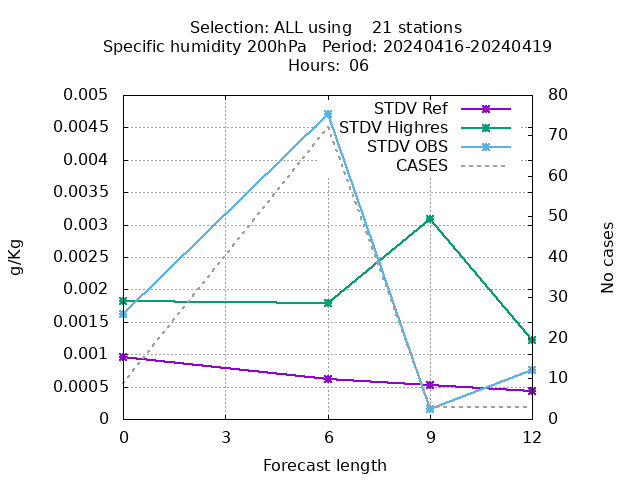 Selection: ALL using    21 stations
Specific humidity 200hPa   Period: 20240416-20240419
Hours: 06
STDV Ref
STDV Highres
STDV OBS
CASES
0.005
0.0045
0.004
0.0035
0.003
0.0025
0.002
0.0015
0.001
0.0005
0
g/Kg
80
70
60
50
40
30
20
10
0
No cases
0 3 6 9 12
Forecast length